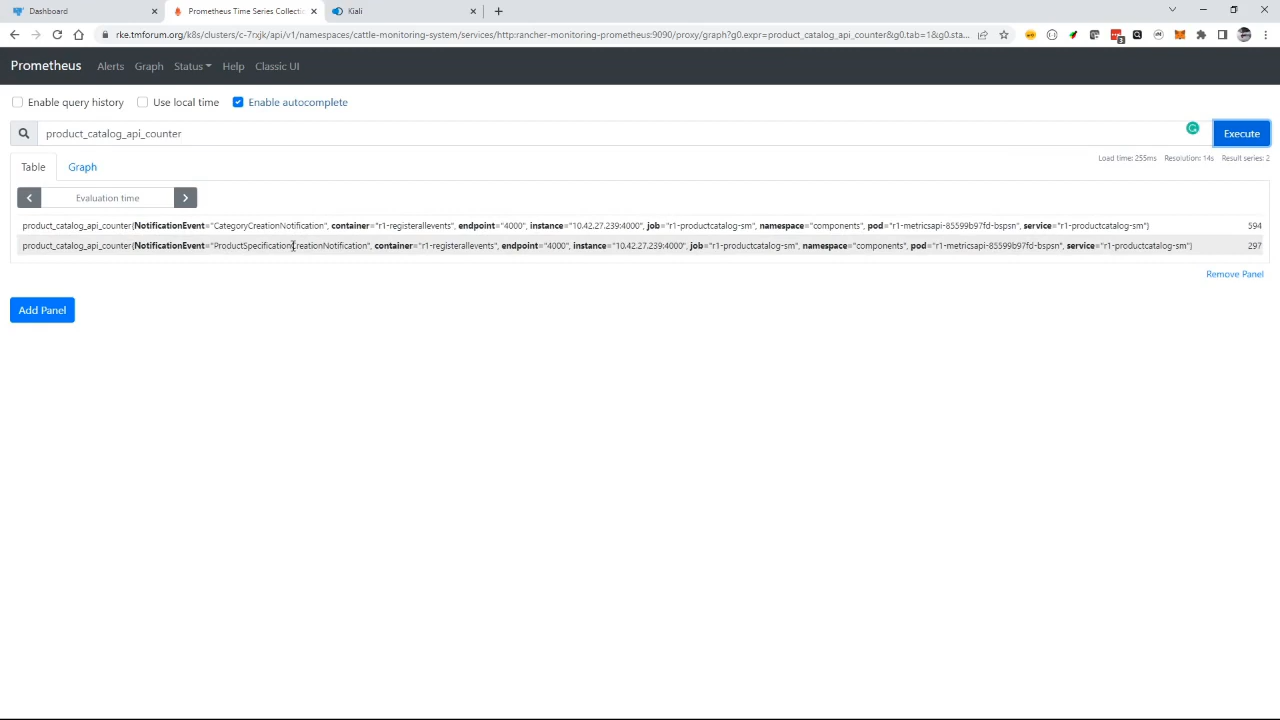 Dashboard
Prometheus Time Series Collectic
Kiali
rke.tmforum.org/k8s/clusters/c-7rxjk/api/v1/namespaces/cattle-monitoring-system/services/http:rancher-monitoring-prometheus:9090/proxy/graph?g0.expr=product_catalog_api_counter&g0.tab=1&g0.sta...
3
Prometheus Alerts Graph Status Help Classic UI
Enable query history Use local time Enable autocomplete
product_catalog_api_counter
Execute
Load time: 255ms Resolution: 14s Result series: 2
Table Graph
Evaluation time
product_catalog_api_counter{NotificationEvent="CategoryCreationNotification", container="r1-registerallevents", endpoint="4000", instance="10.42.27.239:4000", job="r1-productcatalog-sm", namespace="components", pod="r1-metricsapi-85599b97fd-bspsn", service="r1-productcatalog-sm"} 594
product_catalog_api_counter{NotificationEvent="ProductSpecificationCreationNotification", container="r1-registerallevents", endpoint="4000", instance="10.42.27.239:4000", job="r1-productcatalog-sm", namespace="components", pod="r1-metricsapi-85599b97fd-bspsn", service="r1-productcatalog-sm"} 297
Remove Panel
Add Panel